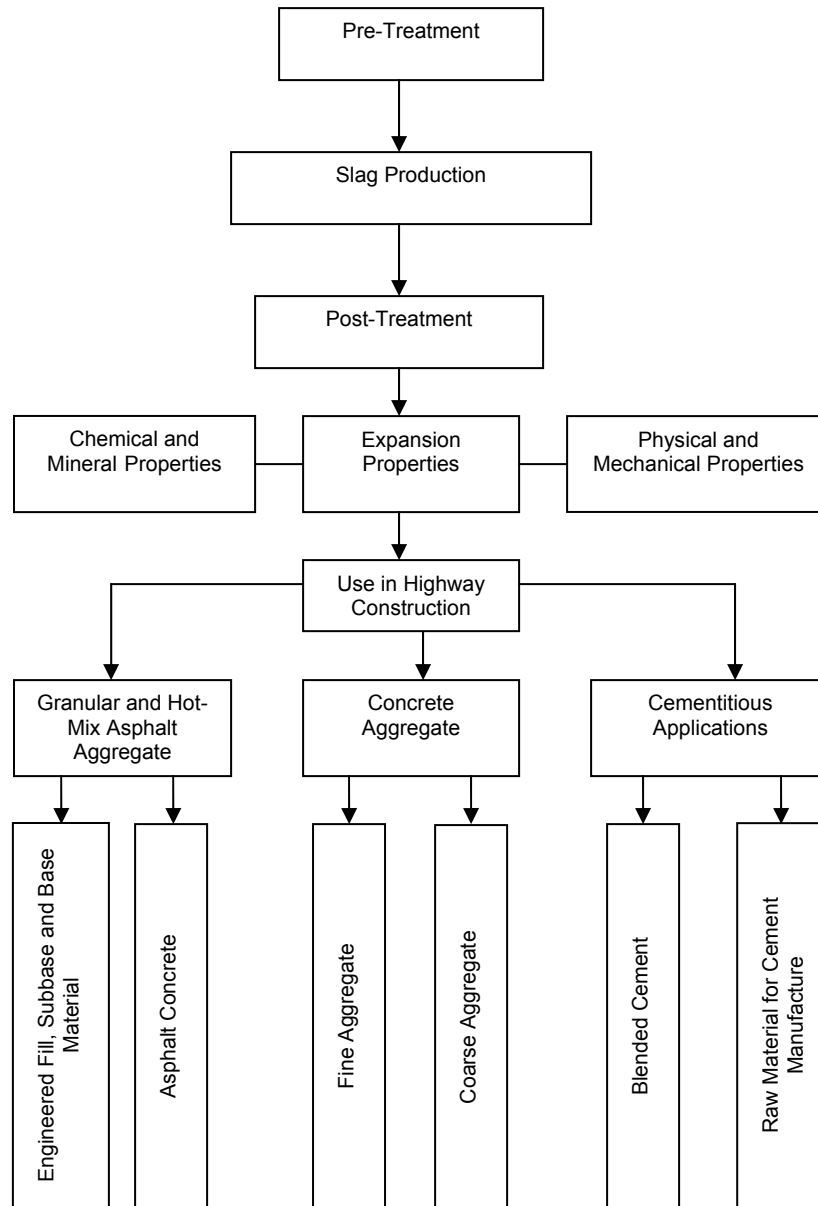 Pre-Treatment
Slag Production
Post-Treatment
Chemical and
Mineral Properties
Expansion
Properties
Physical and
Mechanical Properties
Use in Highway
Construction
Granular and Hot-
Mix Asphalt
Aggregate
Concrete
Aggregate
Cementitious
Applications
Engineered Fill, Subbase and Base
Material
Asphalt Concrete
Fine Aggregate
Coarse Aggregate
Blended Cement
Raw Material for Cement
Manufacture